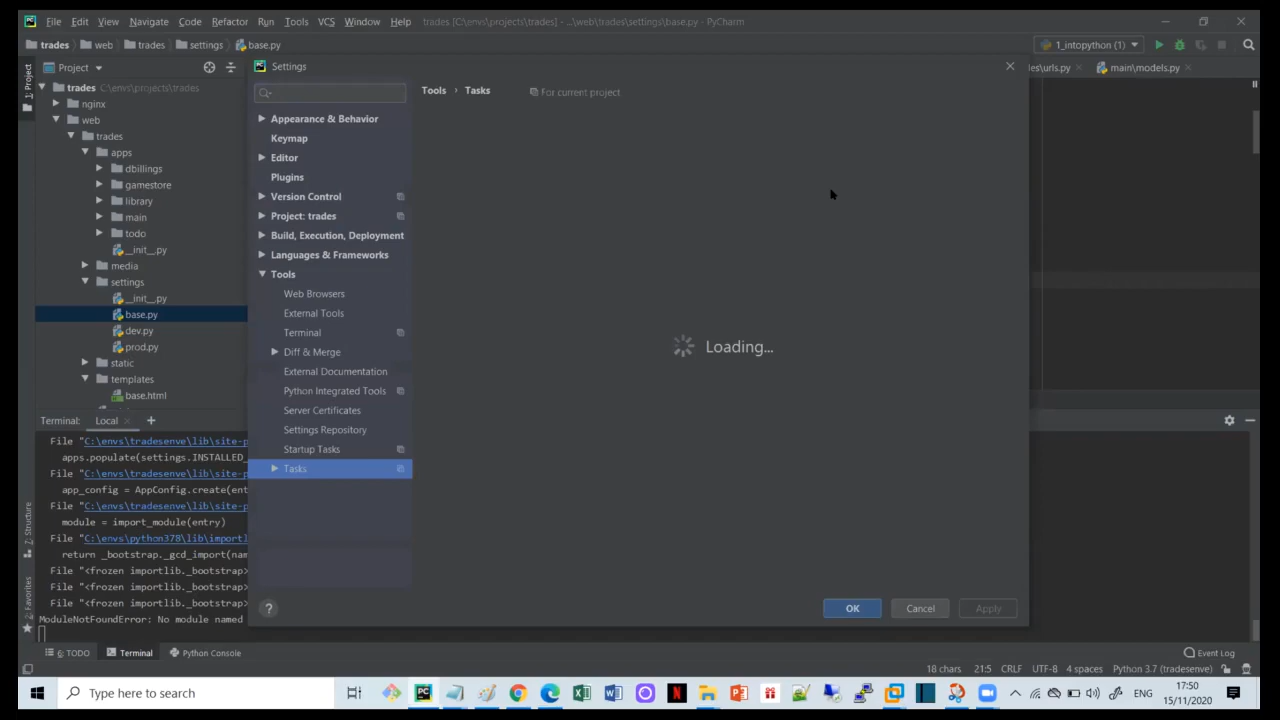 File Edit View Navigate Code Refactor Run Tools VCS Window Help trades [C:\envs\projects\trades] - ...\web\trades\settings\base.py - PyCharm
trades web trades settings base.py
1_intopython (1)
1: Project
Project
es\urls.py main\models.py
trades C:\envs\projects\trades
nginx
web
trades
apps
dbillings
gamestore
library
main
todo
__init__.py
media
settings
__init__.py
base.py
dev.py
prod.py
static
templates
base.html
Settings
Appearance & Behavior
Keymap
Editor
Plugins
Version Control
Project: trades
Build, Execution, Deployment
Languages & Frameworks
Tools
Web Browsers
External Tools
Terminal
Diff & Merge
External Documentation
Python Integrated Tools
Server Certificates
Settings Repository
Startup Tasks
Tasks
Tools › Tasks For current project
Loading...
? OK Cancel Apply
Terminal: Local +
File "C:\envs\tradesenve\lib\site-p
apps.populate(settings.INSTALLED_
File "C:\envs\tradesenve\lib\site-p
app_config = AppConfig.create(ent
File "C:\envs\tradesenve\lib\site-p
module = import_module(entry)
File "C:\envs\python378\lib\importl
return _bootstrap._gcd_import(nam
File "<frozen importlib._bootstrap>
File "<frozen importlib._bootstrap>
File "<frozen importlib._bootstrap>
ModuleNotFoundError: No module named
7: Structure
2: Favorites
6: TODO Terminal Python Console Event Log
18 chars 21:5 CRLF UTF-8 4 spaces Python 3.7 (tradesenve)
Type here to search
ENG
17:50
15/11/2020